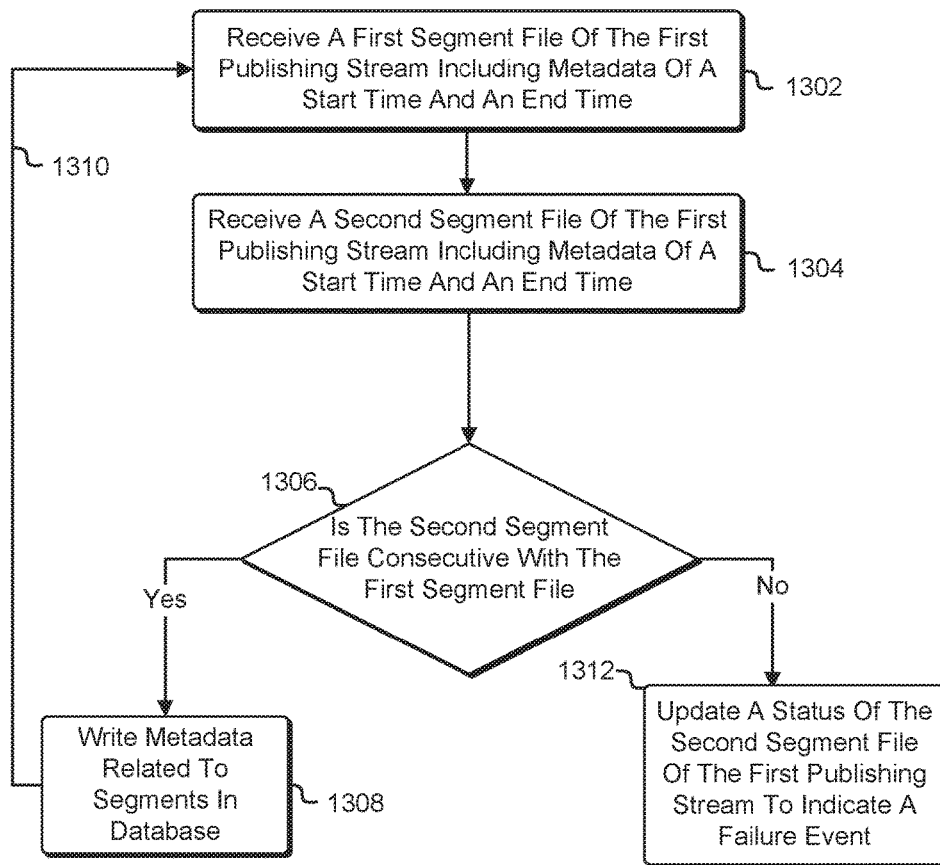 Receive A First Segment File Of The First
Publishing Stream Including Metadata Of A
Start Time And An End Time
1302
1310
Receive A Second Segment File Of The First
Publishing Stream Including Metadata Of A
Start Time And An End Time
1304
1306
Is The Second Segment
File Consecutive With The
First Segment File
Yes
No
1312
Write Metadata
Related To
Segments In
Database
1308
Update A Status Of The
Second Segment File
Of The First Publishing
Stream To Indicate A
Failure Event